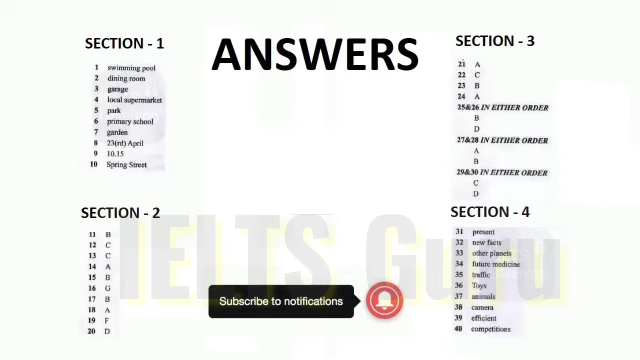 ANSWERS
SECTION - 1
1 swimming pool
2 dining room
3 garage
4 local supermarket
5 park
6 primary school
7 garden
8 23(rd) April
9 10.15
10 Spring Street
SECTION - 2
11 B
12 C
13 C
14 A
15 B
16 G
17 B
18 A
19 F
20 D
SECTION - 3
21 A
22 C
23 B
24 A
25&26 IN EITHER ORDER
B
D
27&28 IN EITHER ORDER
A
B
29&30 IN EITHER ORDER
C
D
SECTION - 4
31 present
32 new facts
33 other planets
34 future medicine
35 traffic
36 Toys
37 animals
38 camera
39 efficient
40 competitions
IELTS Guru
Subscribe to notifications